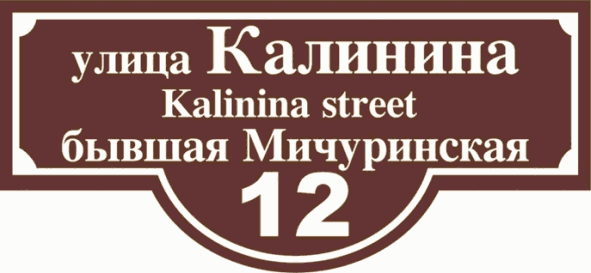 улица Калинина
Kalinina street
бывшая Мичуринская
12